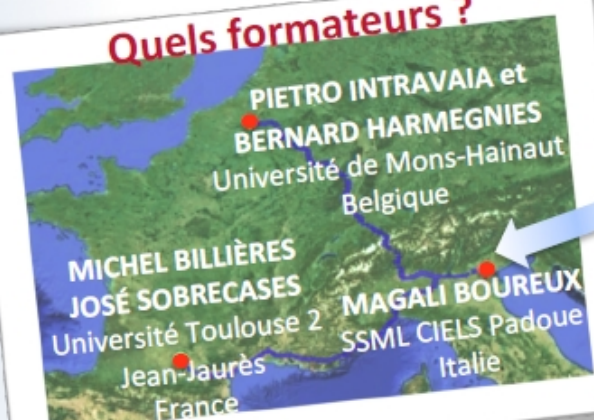 Quels formateurs ?
PIETRO INTRAVAIA et
BERNARD HARMEGNIES
Université de Mons-Hainaut
Belgique
MICHEL BILLIÈRES
JOSÉ SOBRECASES
Université Toulouse 2
Jean-Jaurès
France
MAGALI BOUREUX
SSML CIELS Padoue
Italie